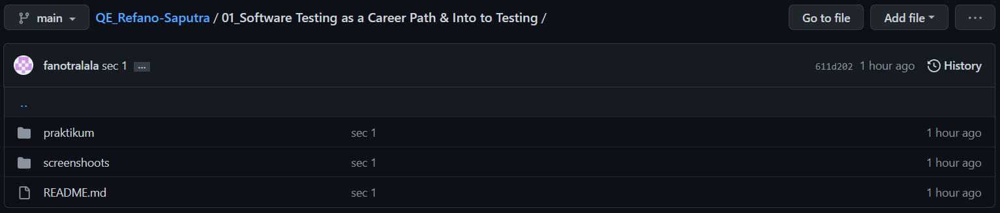 main QE_Refano-Saputra / 01_Software Testing as a Career Path & Into to Testing / Go to file Add file ...
fanotralala sec 1 ... 611d202 1 hour ago History
..
praktikum sec 1 1 hour ago
screenshoots sec 1 1 hour ago
README.md sec 1 1 hour ago